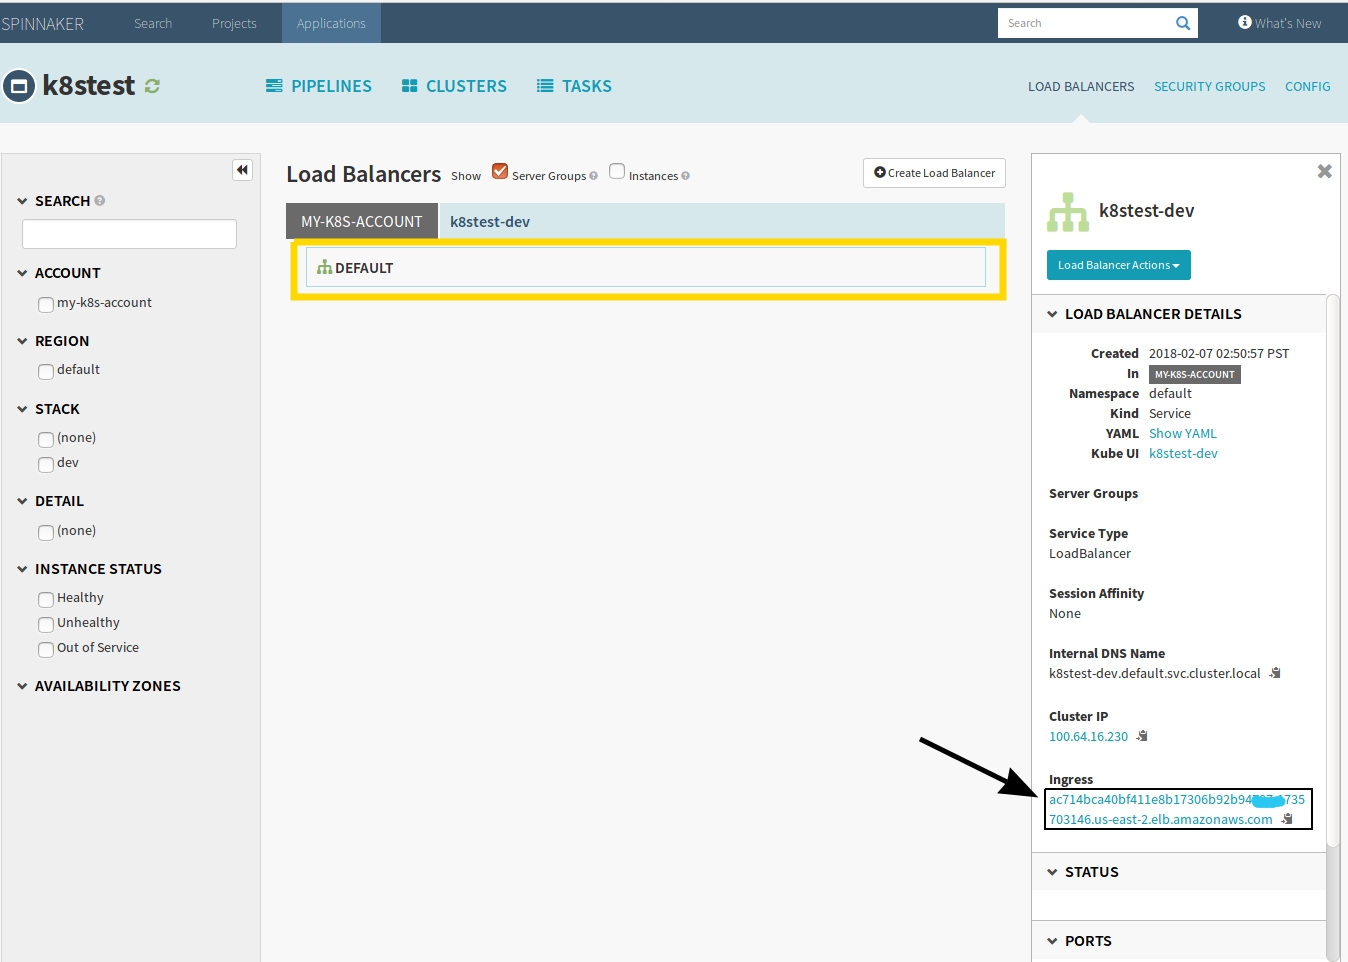 SPINNAKER
Search
Projects
Applications
Search
What's New
k8stest
PIPELINES
CLUSTERS
TASKS
LOAD BALANCERS
SECURITY GROUPS
CONFIG
SEARCH
ACCOUNT
my-k8s-account
REGION
default
STACK
(none)
dev
DETAIL
(none)
INSTANCE STATUS
Healthy
Unhealthy
Out of Service
AVAILABILITY ZONES
Load Balancers
Show
Server Groups
Instances
Create Load Balancer
MY-K8S-ACCOUNT
k8stest-dev
DEFAULT
k8stest-dev
Load Balancer Actions
LOAD BALANCER DETAILS
Created 2018-02-07 02:50:57 PST
In MY-K8S-ACCOUNT
Namespace default
Kind Service
YAML Show YAML
Kube UI k8stest-dev
Server Groups
Service Type
LoadBalancer
Session Affinity
None
Internal DNS Name
k8stest-dev.default.svc.cluster.local
Cluster IP
100.64.16.230
Ingress
703146.us-east-2.elb.amazonaws.com
STATUS
PORTS